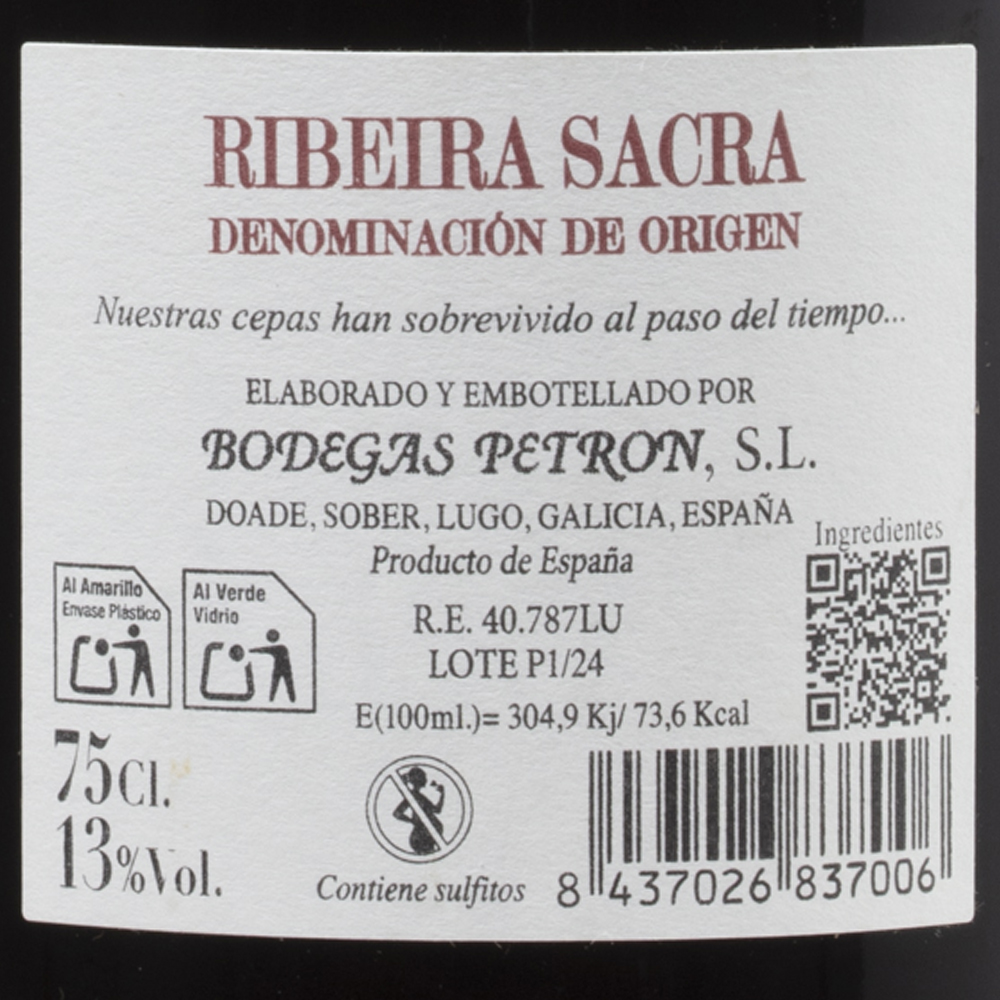 RIBEIRA SACRA
DENOMINACIÓN DE ORIGEN
Nuestras cepas han sobrevivido al paso del tiempo...
ELABORADO Y EMBOTELLADO POR
BODEGAS PETRON, S.L.
DOADE, SOBER, LUGO, GALICIA, ESPAÑA
Producto de España
Ingredientes
Al Amarillo
Envase Plástico
Al Verde
Vidrio
R.E. 40.787LU
LOTE P1/24
E(100ml.)= 304,9 Kj/ 73,6 Kcal
75Cl.
13%Vol.
Contiene sulfitos
8 437026 837006